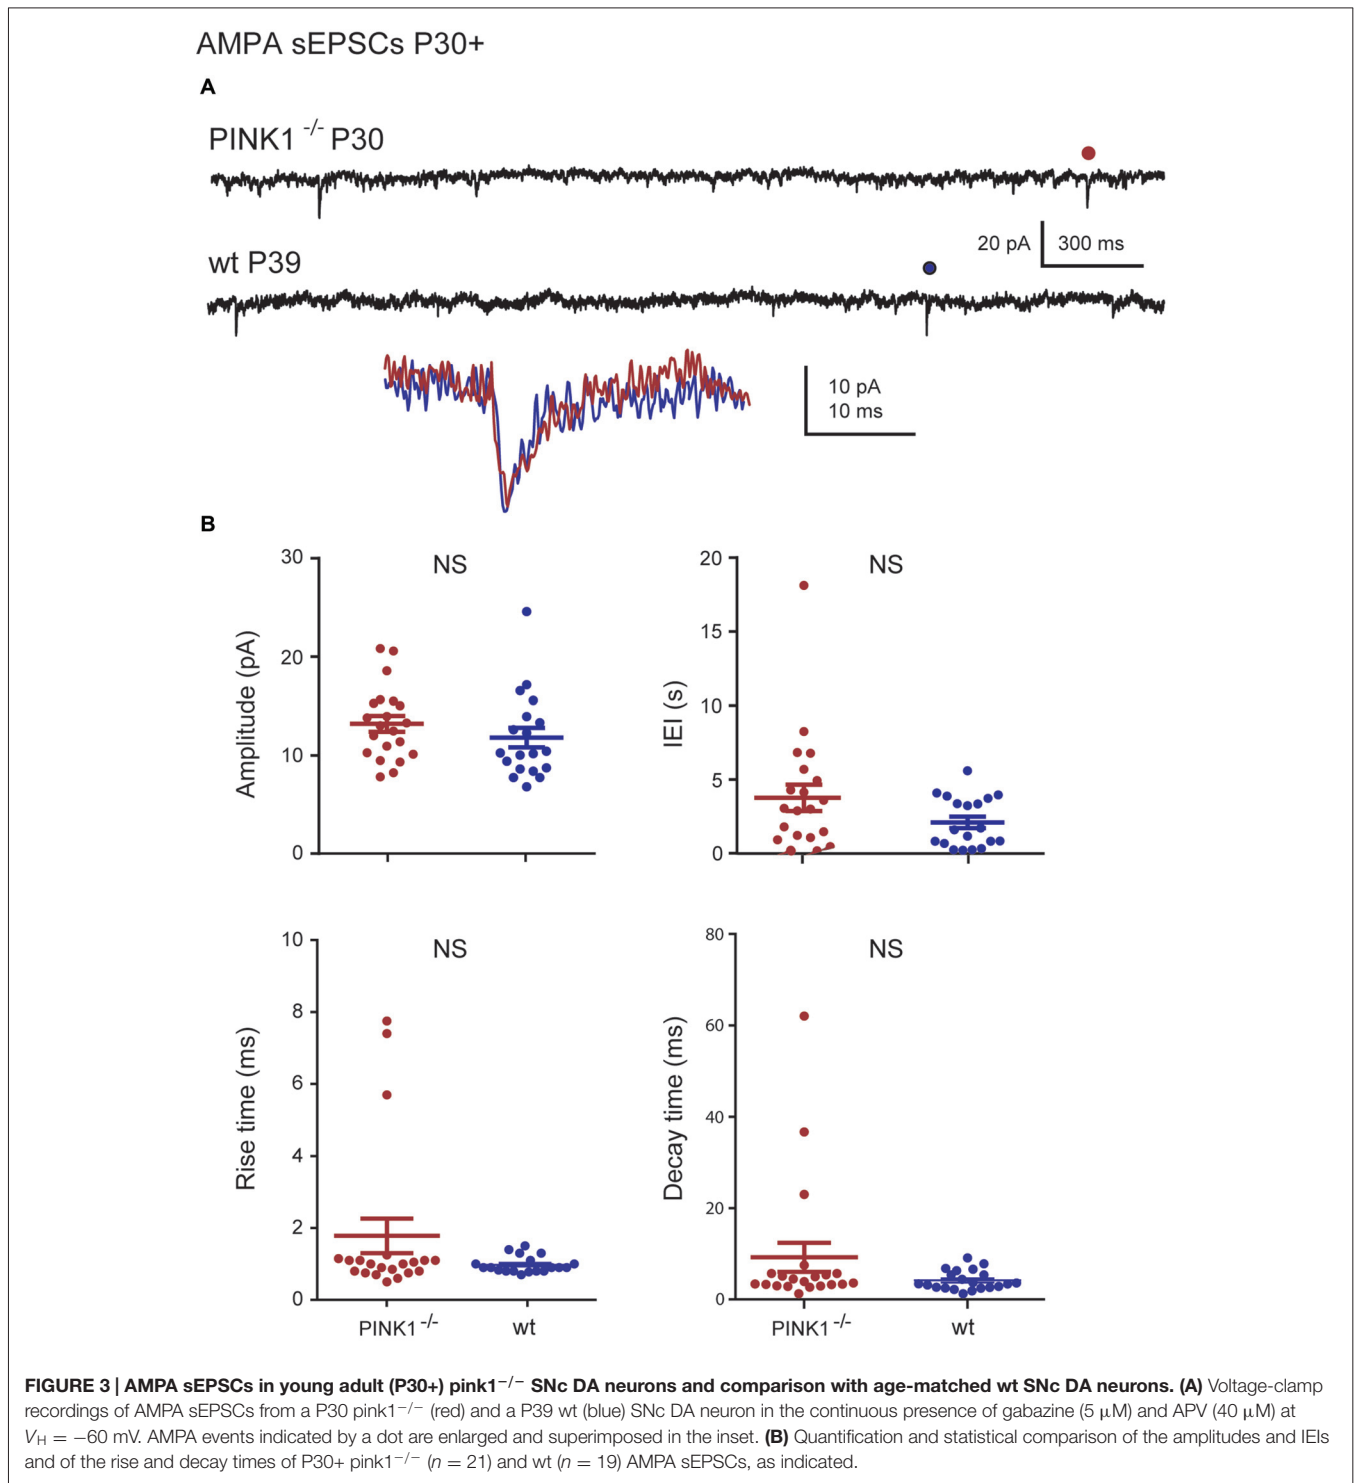 AMPA sEPSCs P30+
A
PINK1 -/- P30
20 pA 300 ms
wt P39
10 pA
10 ms
B
30
20
10
0
Amplitude (pA)
NS
20
15
10
5
0
IEI (s)
NS
10
8
6
4
2
0
Rise time (ms)
NS
PINK1-/- wt
80
60
40
20
0
Decay time (ms)
NS
PINK1-/- wt
FIGURE 3 | AMPA sEPSCs in young adult (P30+) pink1−/− SNc DA neurons and comparison with age-matched wt SNc DA neurons. (A) Voltage-clamp
recordings of AMPA sEPSCs from a P30 pink1−/− (red) and a P39 wt (blue) SNc DA neuron in the continuous presence of gabazine (5 μM) and APV (40 μM) at
VH = −60 mV. AMPA events indicated by a dot are enlarged and superimposed in the inset. (B) Quantification and statistical comparison of the amplitudes and IEIs
and of the rise and decay times of P30+ pink1−/− (n = 21) and wt (n = 19) AMPA sEPSCs, as indicated.